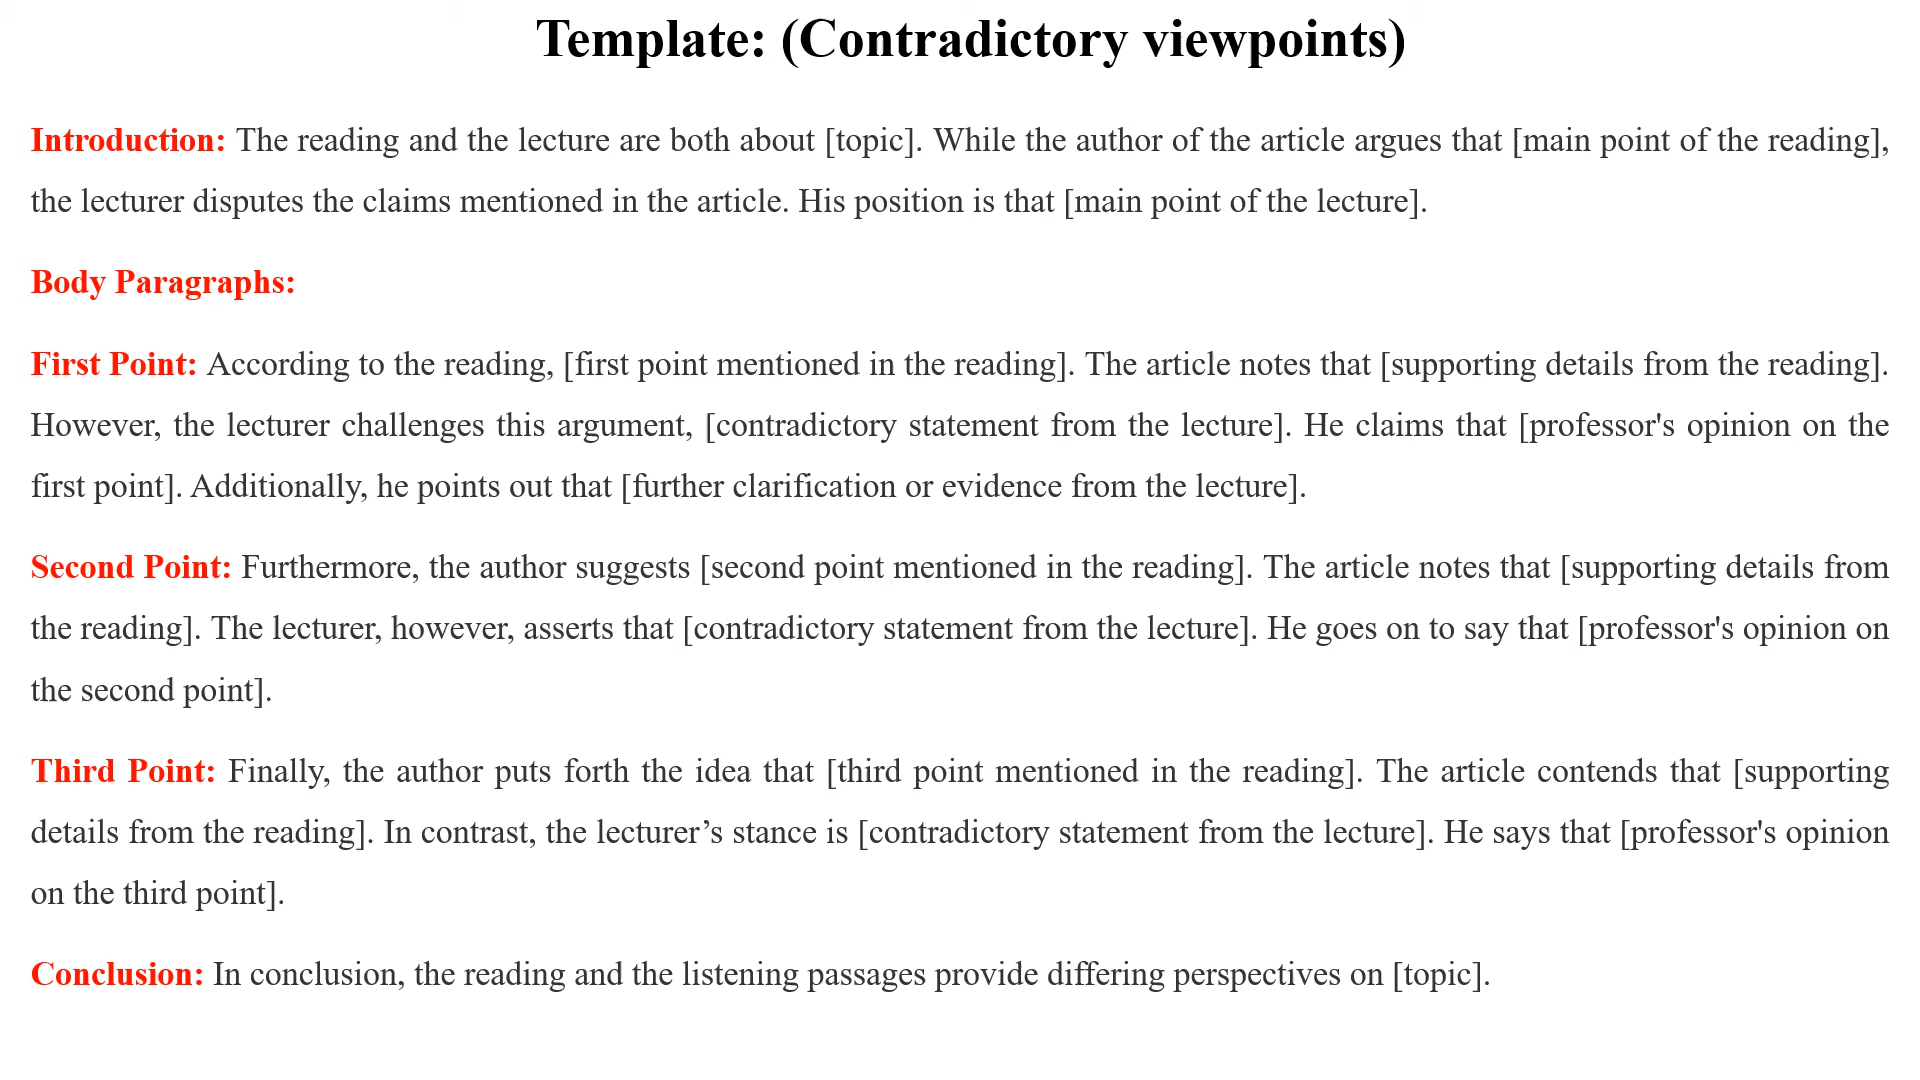 Template: (Contradictory viewpoints)
Introduction: The reading and the lecture are both about [topic]. While the author of the article argues that [main point of the reading],
the lecturer disputes the claims mentioned in the article. His position is that [main point of the lecture].
Body Paragraphs:
First Point: According to the reading, [first point mentioned in the reading]. The article notes that [supporting details from the reading].
However, the lecturer challenges this argument, [contradictory statement from the lecture]. He claims that [professor's opinion on the
first point]. Additionally, he points out that [further clarification or evidence from the lecture].
Second Point: Furthermore, the author suggests [second point mentioned in the reading]. The article notes that [supporting details from
the reading]. The lecturer, however, asserts that [contradictory statement from the lecture]. He goes on to say that [professor's opinion on
the second point].
Third Point: Finally, the author puts forth the idea that [third point mentioned in the reading]. The article contends that [supporting
details from the reading]. In contrast, the lecturer’s stance is [contradictory statement from the lecture]. He says that [professor's opinion
on the third point].
Conclusion: In conclusion, the reading and the listening passages provide differing perspectives on [topic].